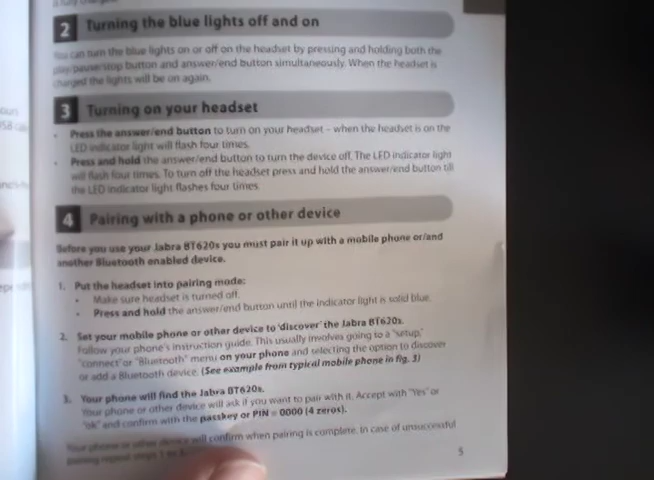 2 Turning the blue lights off and on
You can turn the blue lights on or off on the headset by pressing and holding both the
play/pause/stop button and answer/end button simultaneously. When the headset is
charged the lights will be on again.
3 Turning on your headset
• Press the answer/end button to turn on your headset – when the headset is on the
LED indicator light will flash four times.
• Press and hold the answer/end button to turn the device off. The LED indicator light
will flash four times. To turn off the headset press and hold the answer/end button till
the LED indicator light flashes four times.
4 Pairing with a phone or other device
Before you use your Jabra BT620s you must pair it up with a mobile phone or/and
another Bluetooth enabled device.
1. Put the headset into pairing mode:
• Make sure headset is turned off.
• Press and hold the answer/end button until the indicator light is solid blue.
2. Set your mobile phone or other device to 'discover' the Jabra BT620s.
Follow your phone's instruction guide. This usually involves going to a "setup,"
"connect" or "Bluetooth" menu on your phone and selecting the option to discover
or add a Bluetooth device. (See example from typical mobile phone in fig. 3)
3. Your phone will find the Jabra BT620s.
Your phone or other device will ask if you want to pair with it. Accept with "Yes" or
"ok" and confirm with the passkey or PIN = 0000 (4 zeros).
Your phone or other device will confirm when pairing is complete. In case of unsuccessful
pairing repeat steps 1 to
5